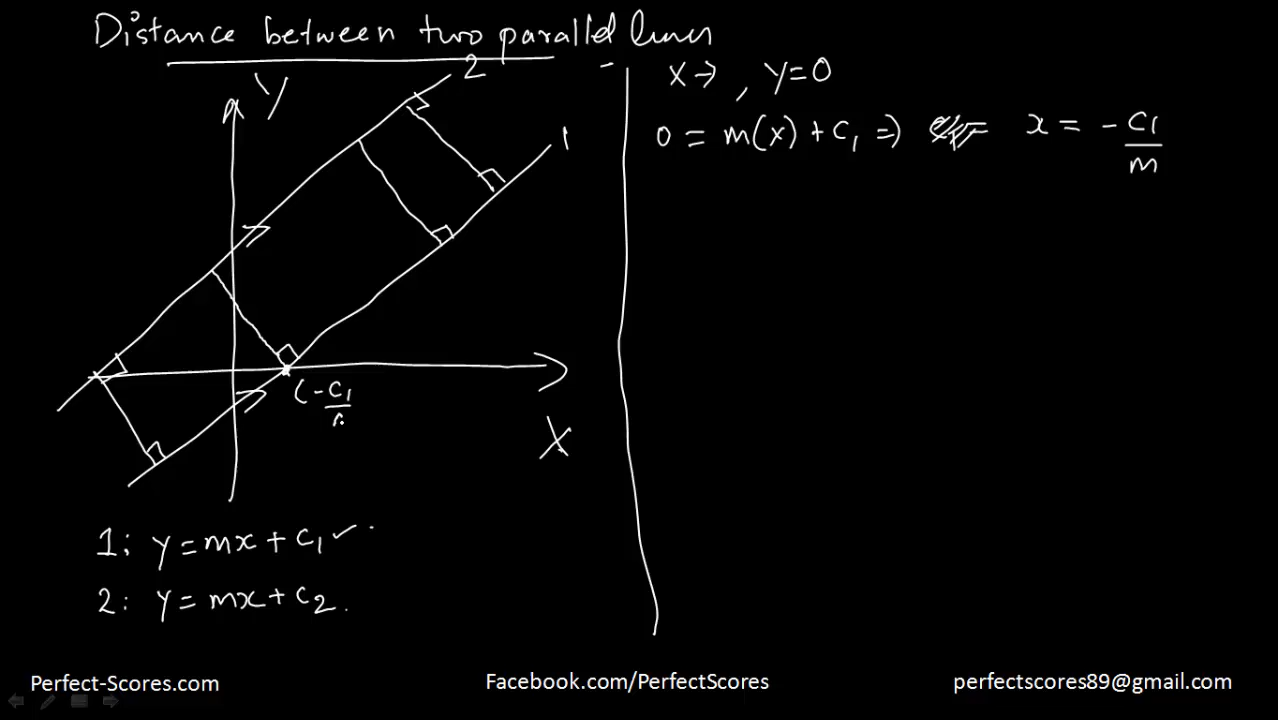 Distance between two parallel lines
Y
2
1
(-c₁/m
X
1: y = mx + c₁ ✓
2: y = mx + c₂.
X → , y = 0
0 = m(x) + c₁ ⇒ x = -c₁/m
Perfect-Scores.com
Facebook.com/PerfectScores
perfectscores89@gmail.com